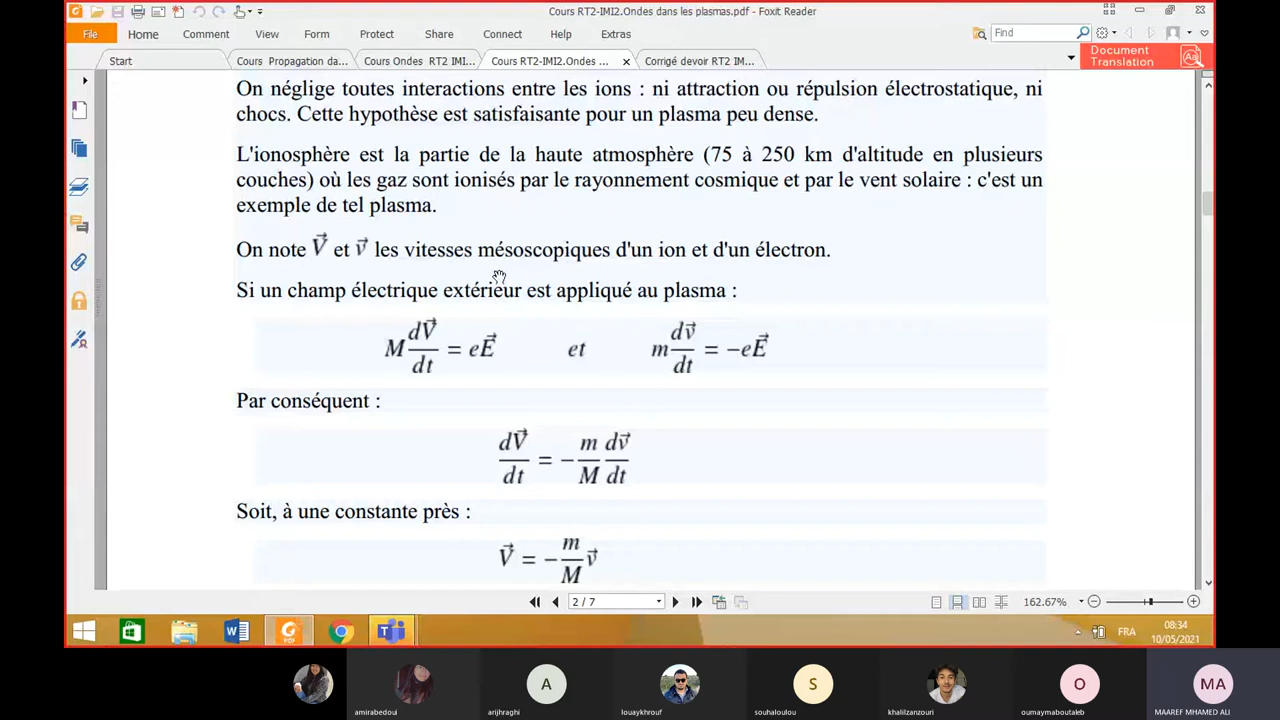 Cours RT2-IMI2.Ondes dans les plasmas.pdf - Foxit Reader
File Home Comment View Form Protect Share Connect Help Extras Find
Start Cours Propagation da... Cours Ondes RT2 IMI... Cours RT2-IMI2.Ondes ... Corrigé devoir RT2 IM...
Document
Translation
On néglige toutes interactions entre les ions : ni attraction ou répulsion électrostatique, ni
chocs. Cette hypothèse est satisfaisante pour un plasma peu dense.
L'ionosphère est la partie de la haute atmosphère (75 à 250 km d'altitude en plusieurs
couches) où les gaz sont ionisés par le rayonnement cosmique et par le vent solaire : c'est un
exemple de tel plasma.
On note V⃗ et v⃗ les vitesses mésoscopiques d'un ion et d'un électron.
Si un champ électrique extérieur est appliqué au plasma :
M dV⃗/dt = eE⃗ et m dv⃗/dt = −eE⃗
Par conséquent :
dV⃗/dt = − m/M dv⃗/dt
Soit, à une constante près :
V⃗ = − m/M v⃗
2 / 7 162.67%
FRA
08:34
10/05/2021
A S O MA
amirabedoui arijhraghi louaykhrouf souhaloulou khalilzanzouri oumaymaboutaleb MAAREF MHAMED ALI